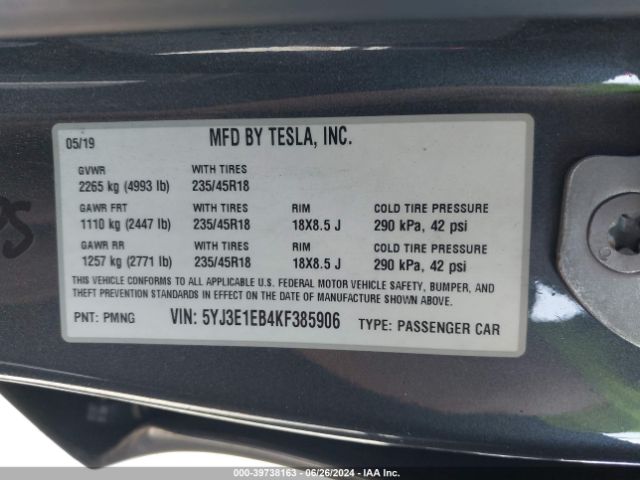 05/19 MFD BY TESLA, INC.
GVWR WITH TIRES
2265 kg (4993 lb) 235/45R18
GAWR FRT WITH TIRES RIM COLD TIRE PRESSURE
1110 kg (2447 lb) 235/45R18 18X8.5 J 290 kPa, 42 psi
GAWR RR WITH TIRES RIM COLD TIRE PRESSURE
1257 kg (2771 lb) 235/45R18 18X8.5 J 290 kPa, 42 psi
THIS VEHICLE CONFORMS TO ALL APPLICABLE U.S. FEDERAL MOTOR VEHICLE SAFETY, BUMPER, AND
THEFT PREVENTION STANDARDS IN EFFECT ON THE DATE OF MANUFACTURE SHOWN ABOVE.
PNT: PMNG VIN: 5YJ3E1EB4KF385906 TYPE: PASSENGER CAR
000-39738163 - 06/26/2024 - IAA Inc.